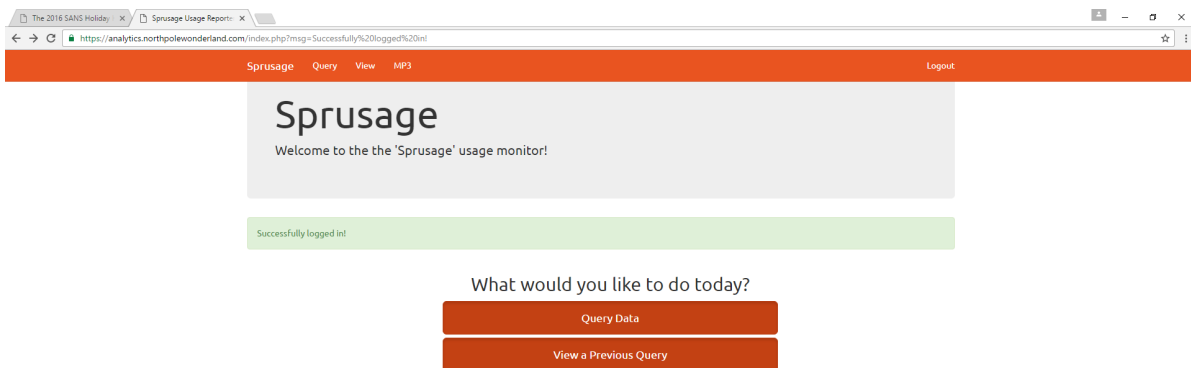 The 2016 SANS Holiday
Sprusage Usage Reporte
https://analytics.northpolewonderland.com/index.php?msg=Successfully%20logged%20in!
Sprusage Query View MP3 Logout
Sprusage
Welcome to the the 'Sprusage' usage monitor!
Successfully logged in!
What would you like to do today?
Query Data
View a Previous Query